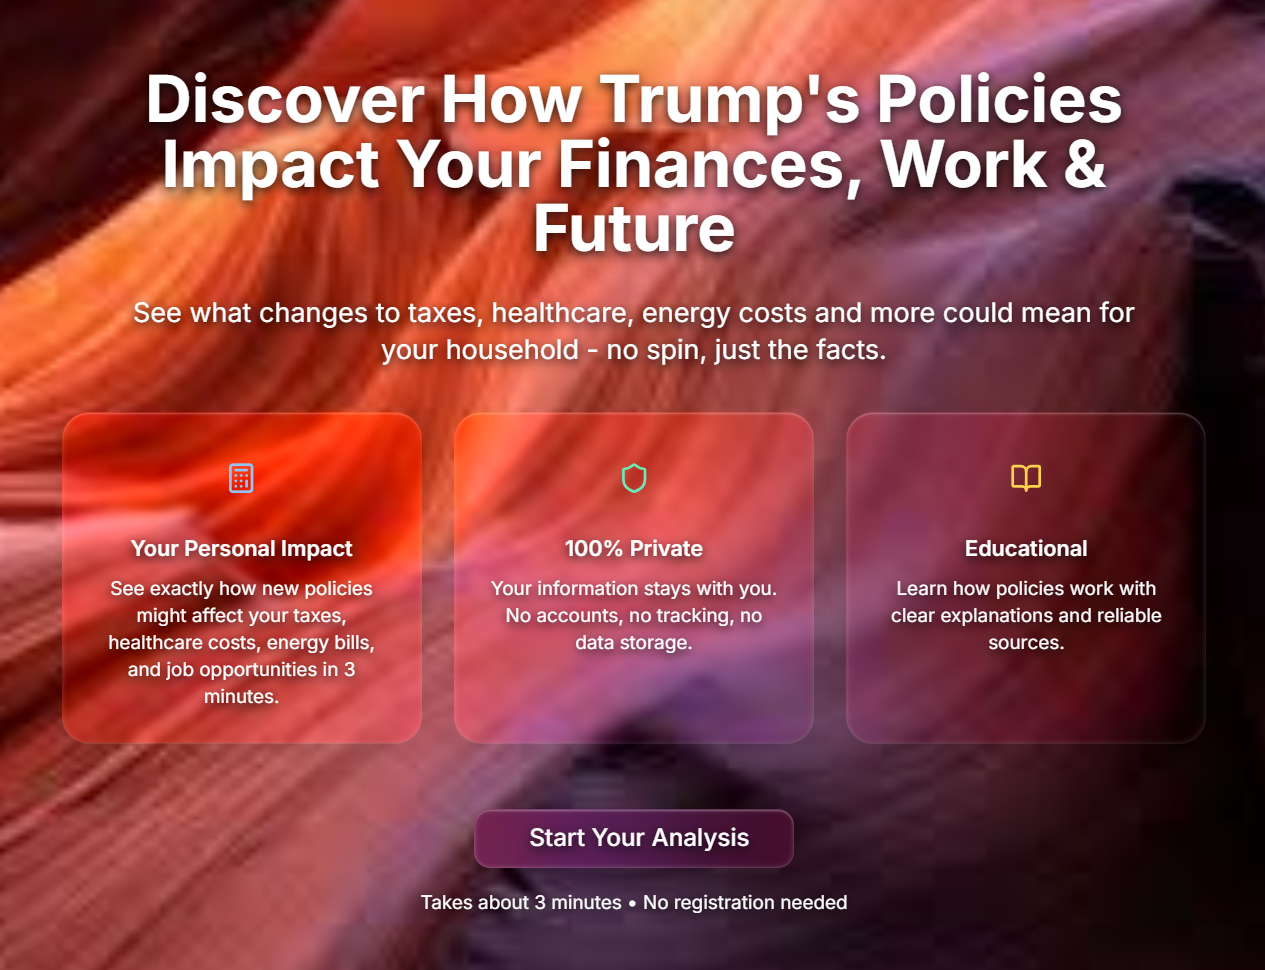 Discover How Trump's Policies
Impact Your Finances, Work &
Future
See what changes to taxes, healthcare, energy costs and more could mean for
your household - no spin, just the facts.
Your Personal Impact
See exactly how new policies
might affect your taxes,
healthcare costs, energy bills,
and job opportunities in 3
minutes.
100% Private
Your information stays with you.
No accounts, no tracking, no
data storage.
Educational
Learn how policies work with
clear explanations and reliable
sources.
Start Your Analysis
Takes about 3 minutes • No registration needed